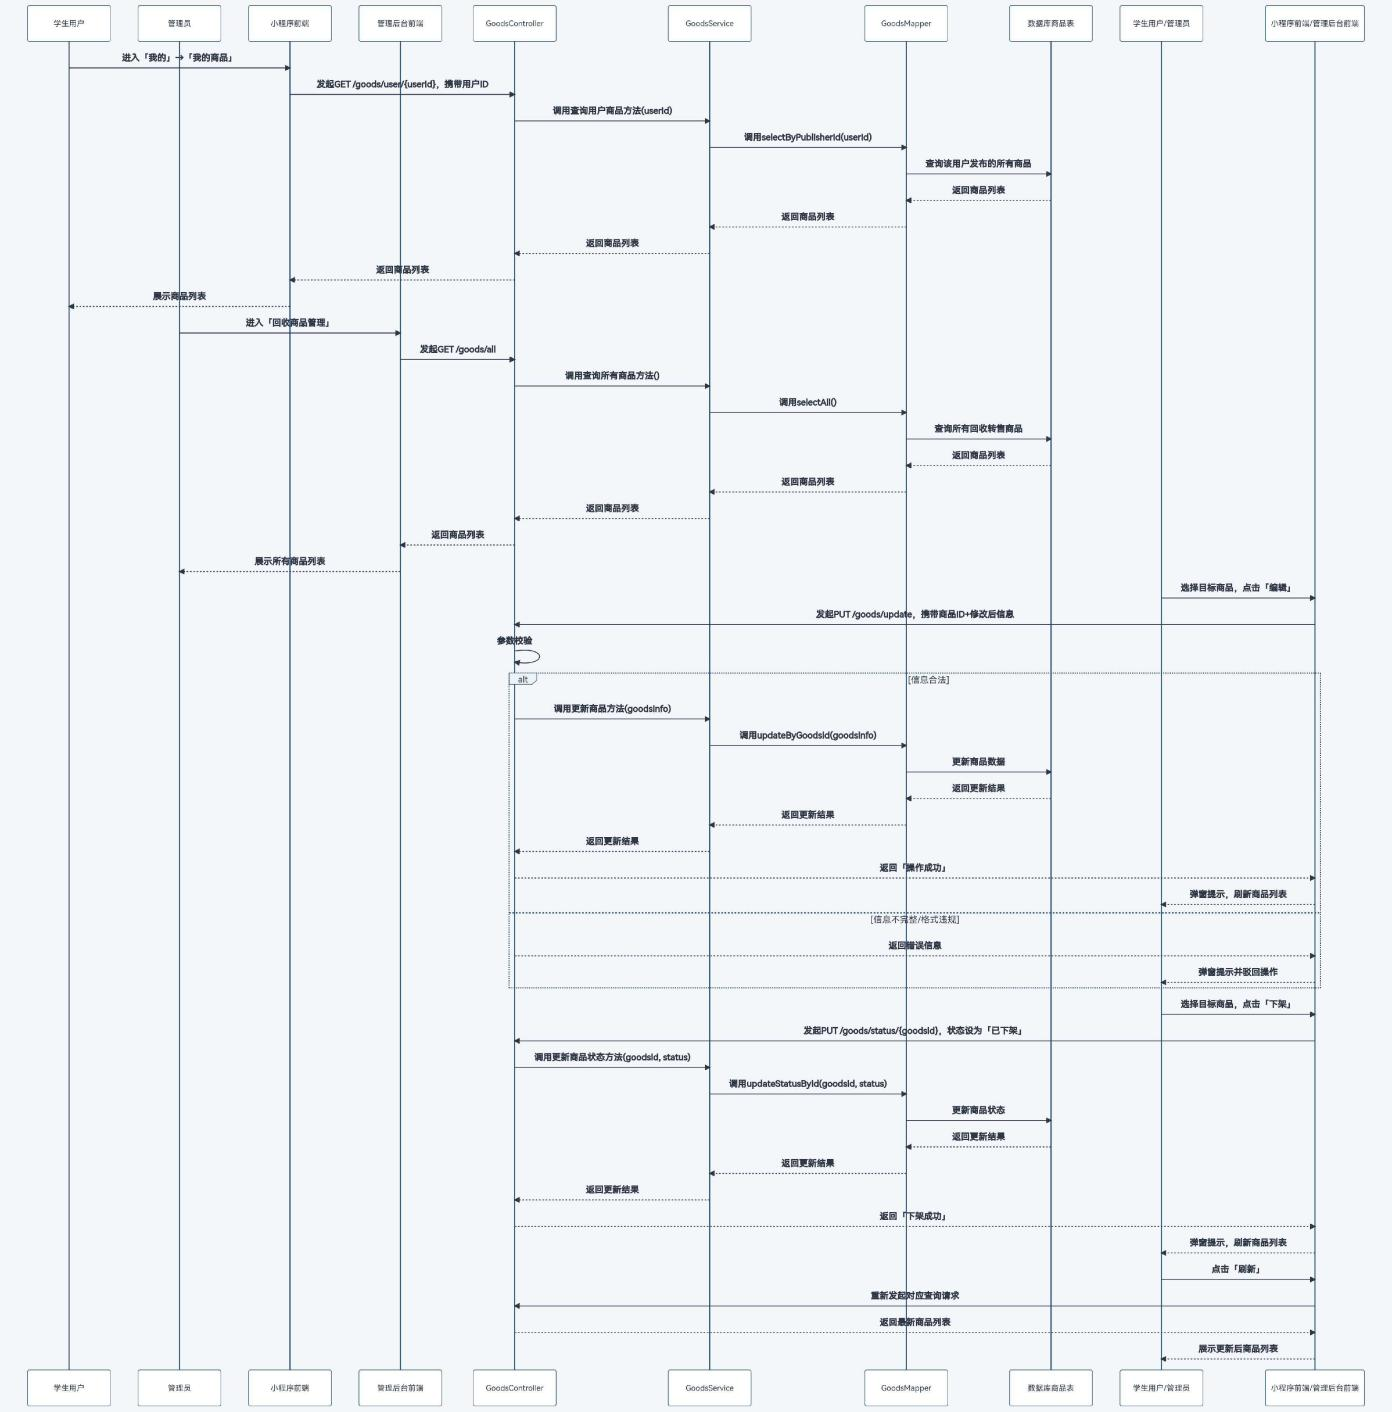 学生用户
管理员
小程序前端
管理后台前端
GoodsController
GoodsService
GoodsMapper
数据库商品表
学生用户/管理员
小程序前端/管理后台前端
进入「我的」→「我的商品」
发起GET /goods/user/{userId}，携带用户ID
调用查询用户商品方法(userId)
调用selectByPublisherId(userId)
查询该用户发布的所有商品
返回商品列表
返回商品列表
返回商品列表
返回商品列表
展示商品列表
进入「回收商品管理」
发起GET /goods/all
调用查询所有商品方法()
调用selectAll()
查询所有回收转售商品
返回商品列表
返回商品列表
返回商品列表
返回商品列表
展示所有商品列表
选择目标商品，点击「编辑」
发起PUT /goods/update，携带商品ID+修改后信息
参数校验
alt
[信息合法]
调用更新商品方法(goodsInfo)
调用updateByGoodsId(goodsInfo)
更新商品数据
返回更新结果
返回更新结果
返回更新结果
返回「操作成功」
弹窗提示，刷新商品列表
[信息不完整/格式违规]
返回错误信息
弹窗提示并驳回操作
选择目标商品，点击「下架」
发起PUT /goods/status/{goodsId}，状态设为「已下架」
调用更新商品状态方法(goodsId, status)
调用updateStatusById(goodsId, status)
更新商品状态
返回更新结果
返回更新结果
返回更新结果
返回「下架成功」
弹窗提示，刷新商品列表
点击「刷新」
重新发起对应查询请求
返回最新商品列表
展示更新后商品列表
学生用户
管理员
小程序前端
管理后台前端
GoodsController
GoodsService
GoodsMapper
数据库商品表
学生用户/管理员
小程序前端/管理后台前端